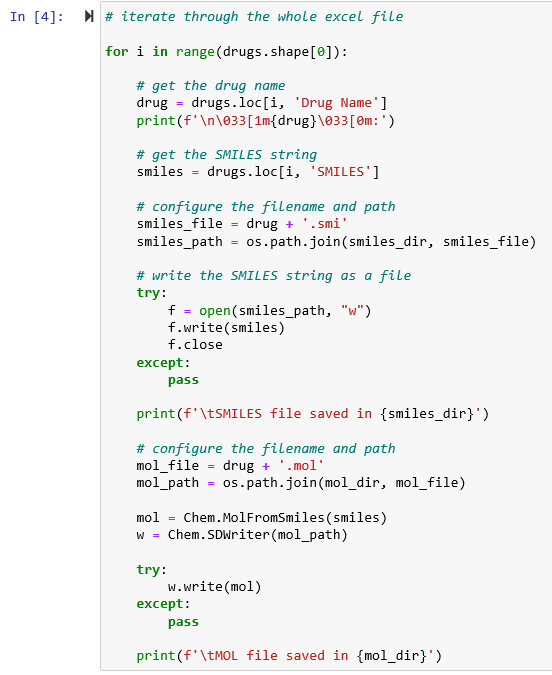 In [4]:
# iterate through the whole excel file
for i in range(drugs.shape[0]):
# get the drug name
drug = drugs.loc[i, 'Drug Name']
print(f'\n\033[1m{drug}\033[0m:')
# get the SMILES string
smiles = drugs.loc[i, 'SMILES']
# configure the filename and path
smiles_file = drug + '.smi'
smiles_path = os.path.join(smiles_dir, smiles_file)
# write the SMILES string as a file
try:
f = open(smiles_path, "w")
f.write(smiles)
f.close
except:
pass
print(f'\tSMILES file saved in {smiles_dir}')
# configure the filename and path
mol_file = drug + '.mol'
mol_path = os.path.join(mol_dir, mol_file)
mol = Chem.MolFromSmiles(smiles)
w = Chem.SDWriter(mol_path)
try:
w.write(mol)
except:
pass
print(f'\tMOL file saved in {mol_dir}')